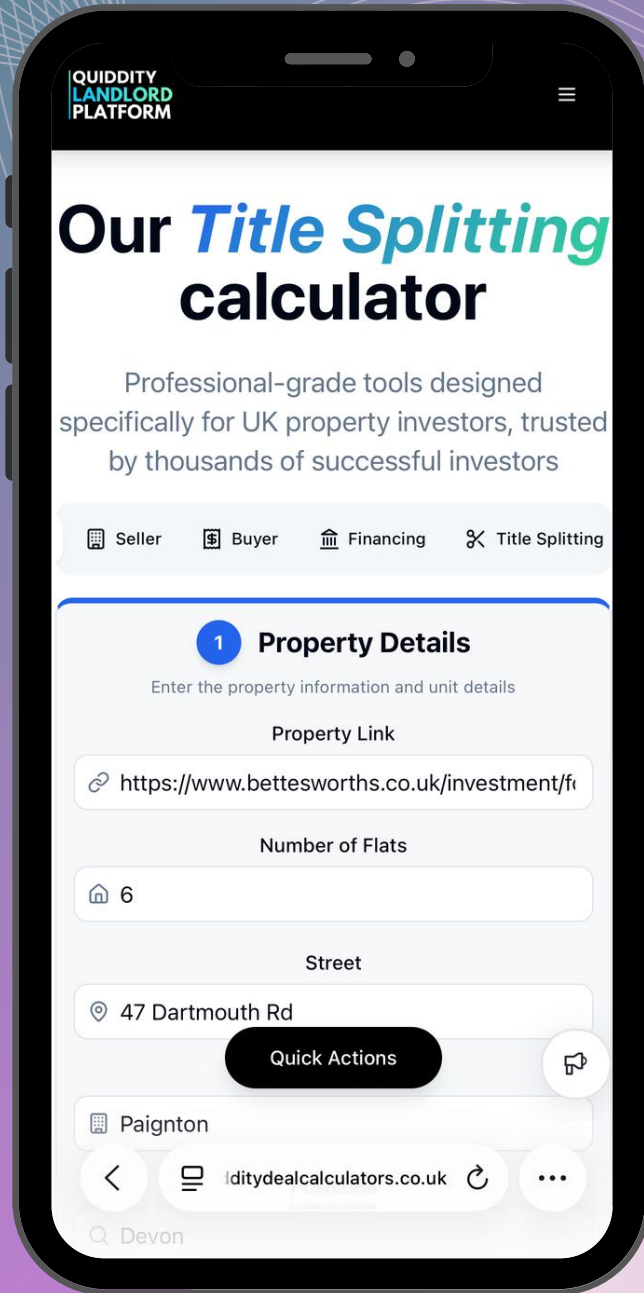 QUIDDITY
LANDLORD
PLATFORM
Our Title Splitting
calculator
Professional-grade tools designed
specifically for UK property investors, trusted
by thousands of successful investors
Seller Buyer Financing Title Splitting
1 Property Details
Enter the property information and unit details
Property Link
https://www.bettesworths.co.uk/investment/fo
Number of Flats
6
Street
47 Dartmouth Rd
Quick Actions
Paignton
ditydealcalculators.co.uk
Devon